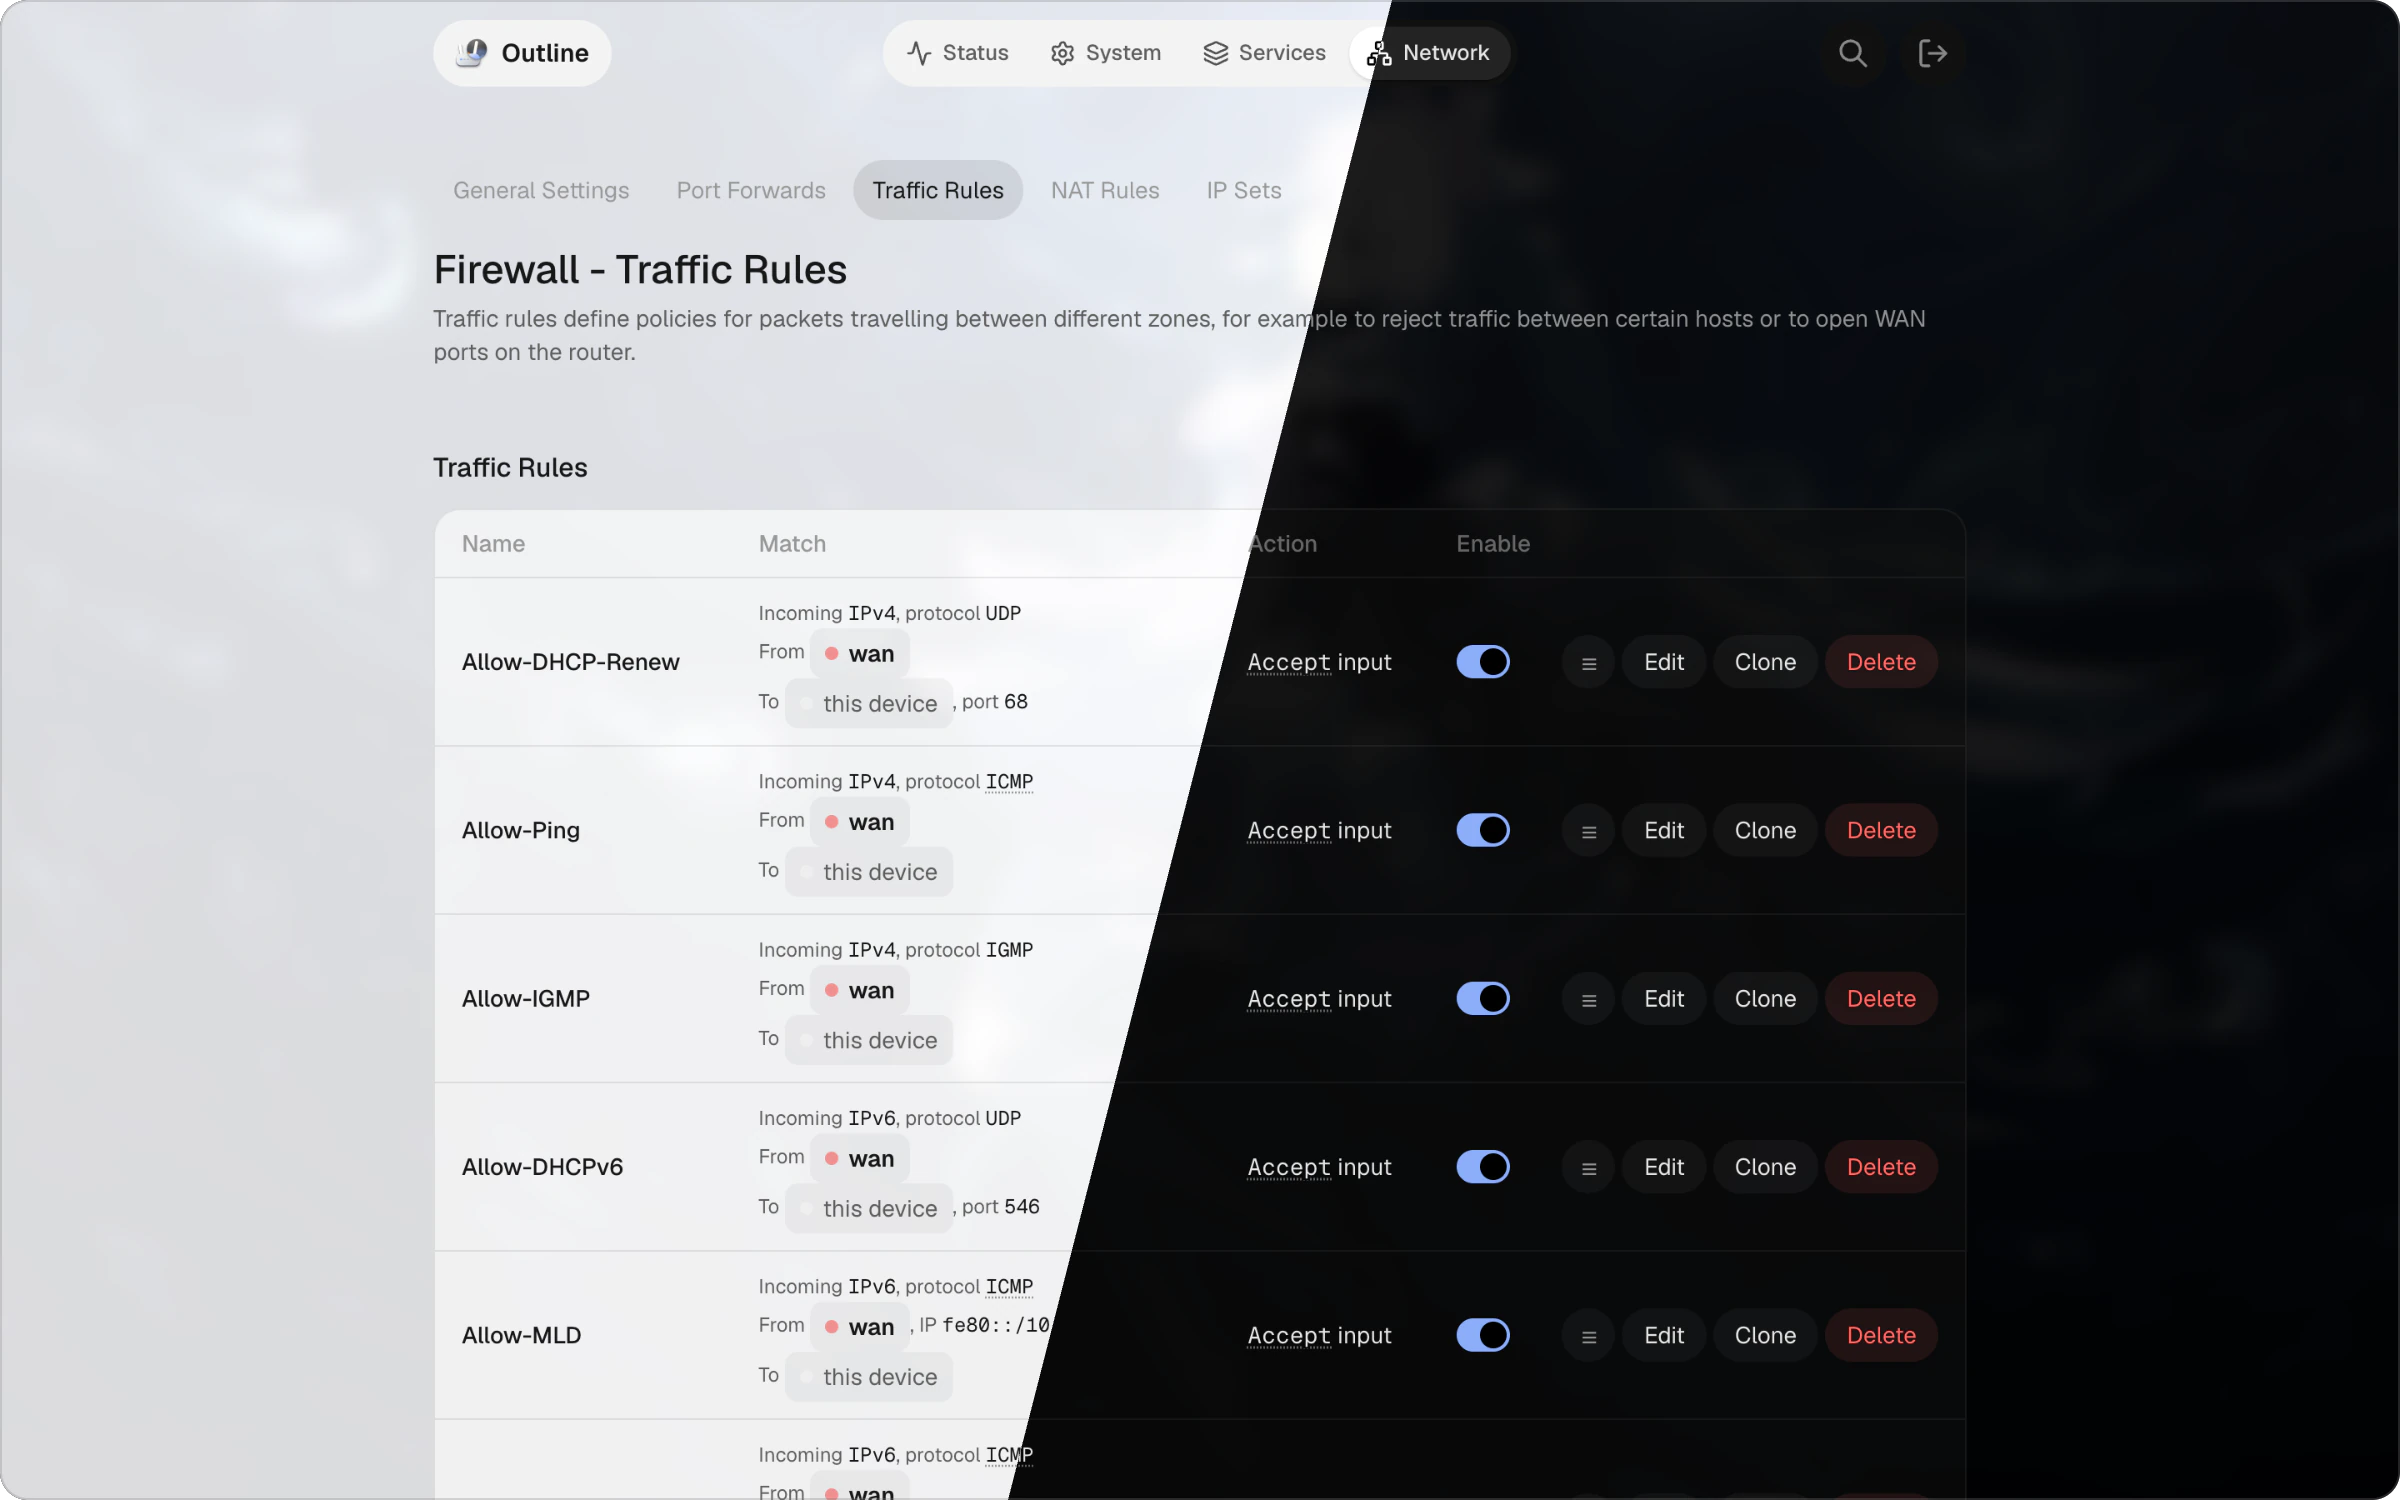 Outline
Status System Services Network
General Settings Port Forwards Traffic Rules NAT Rules IP Sets
Firewall - Traffic Rules
Traffic rules define policies for packets travelling between different zones, for example to reject traffic between certain hosts or to open WAN
ports on the router.
Traffic Rules
Name Match Action Enable
Incoming IPv4, protocol UDP
From wan
To this device , port 68
Allow-DHCP-Renew
Accept input
Edit Clone Delete
Incoming IPv4, protocol ICMP
From wan
To this device
Allow-Ping
Accept input
Edit Clone Delete
Incoming IPv4, protocol IGMP
From wan
To this device
Allow-IGMP
Accept input
Edit Clone Delete
Incoming IPv6, protocol UDP
From wan
To this device , port 546
Allow-DHCPv6
Accept input
Edit Clone Delete
Incoming IPv6, protocol ICMP
From wan , IP fe80::/10
To this device
Allow-MLD
Accept input
Edit Clone Delete
Incoming IPv6, protocol ICMP
From wan